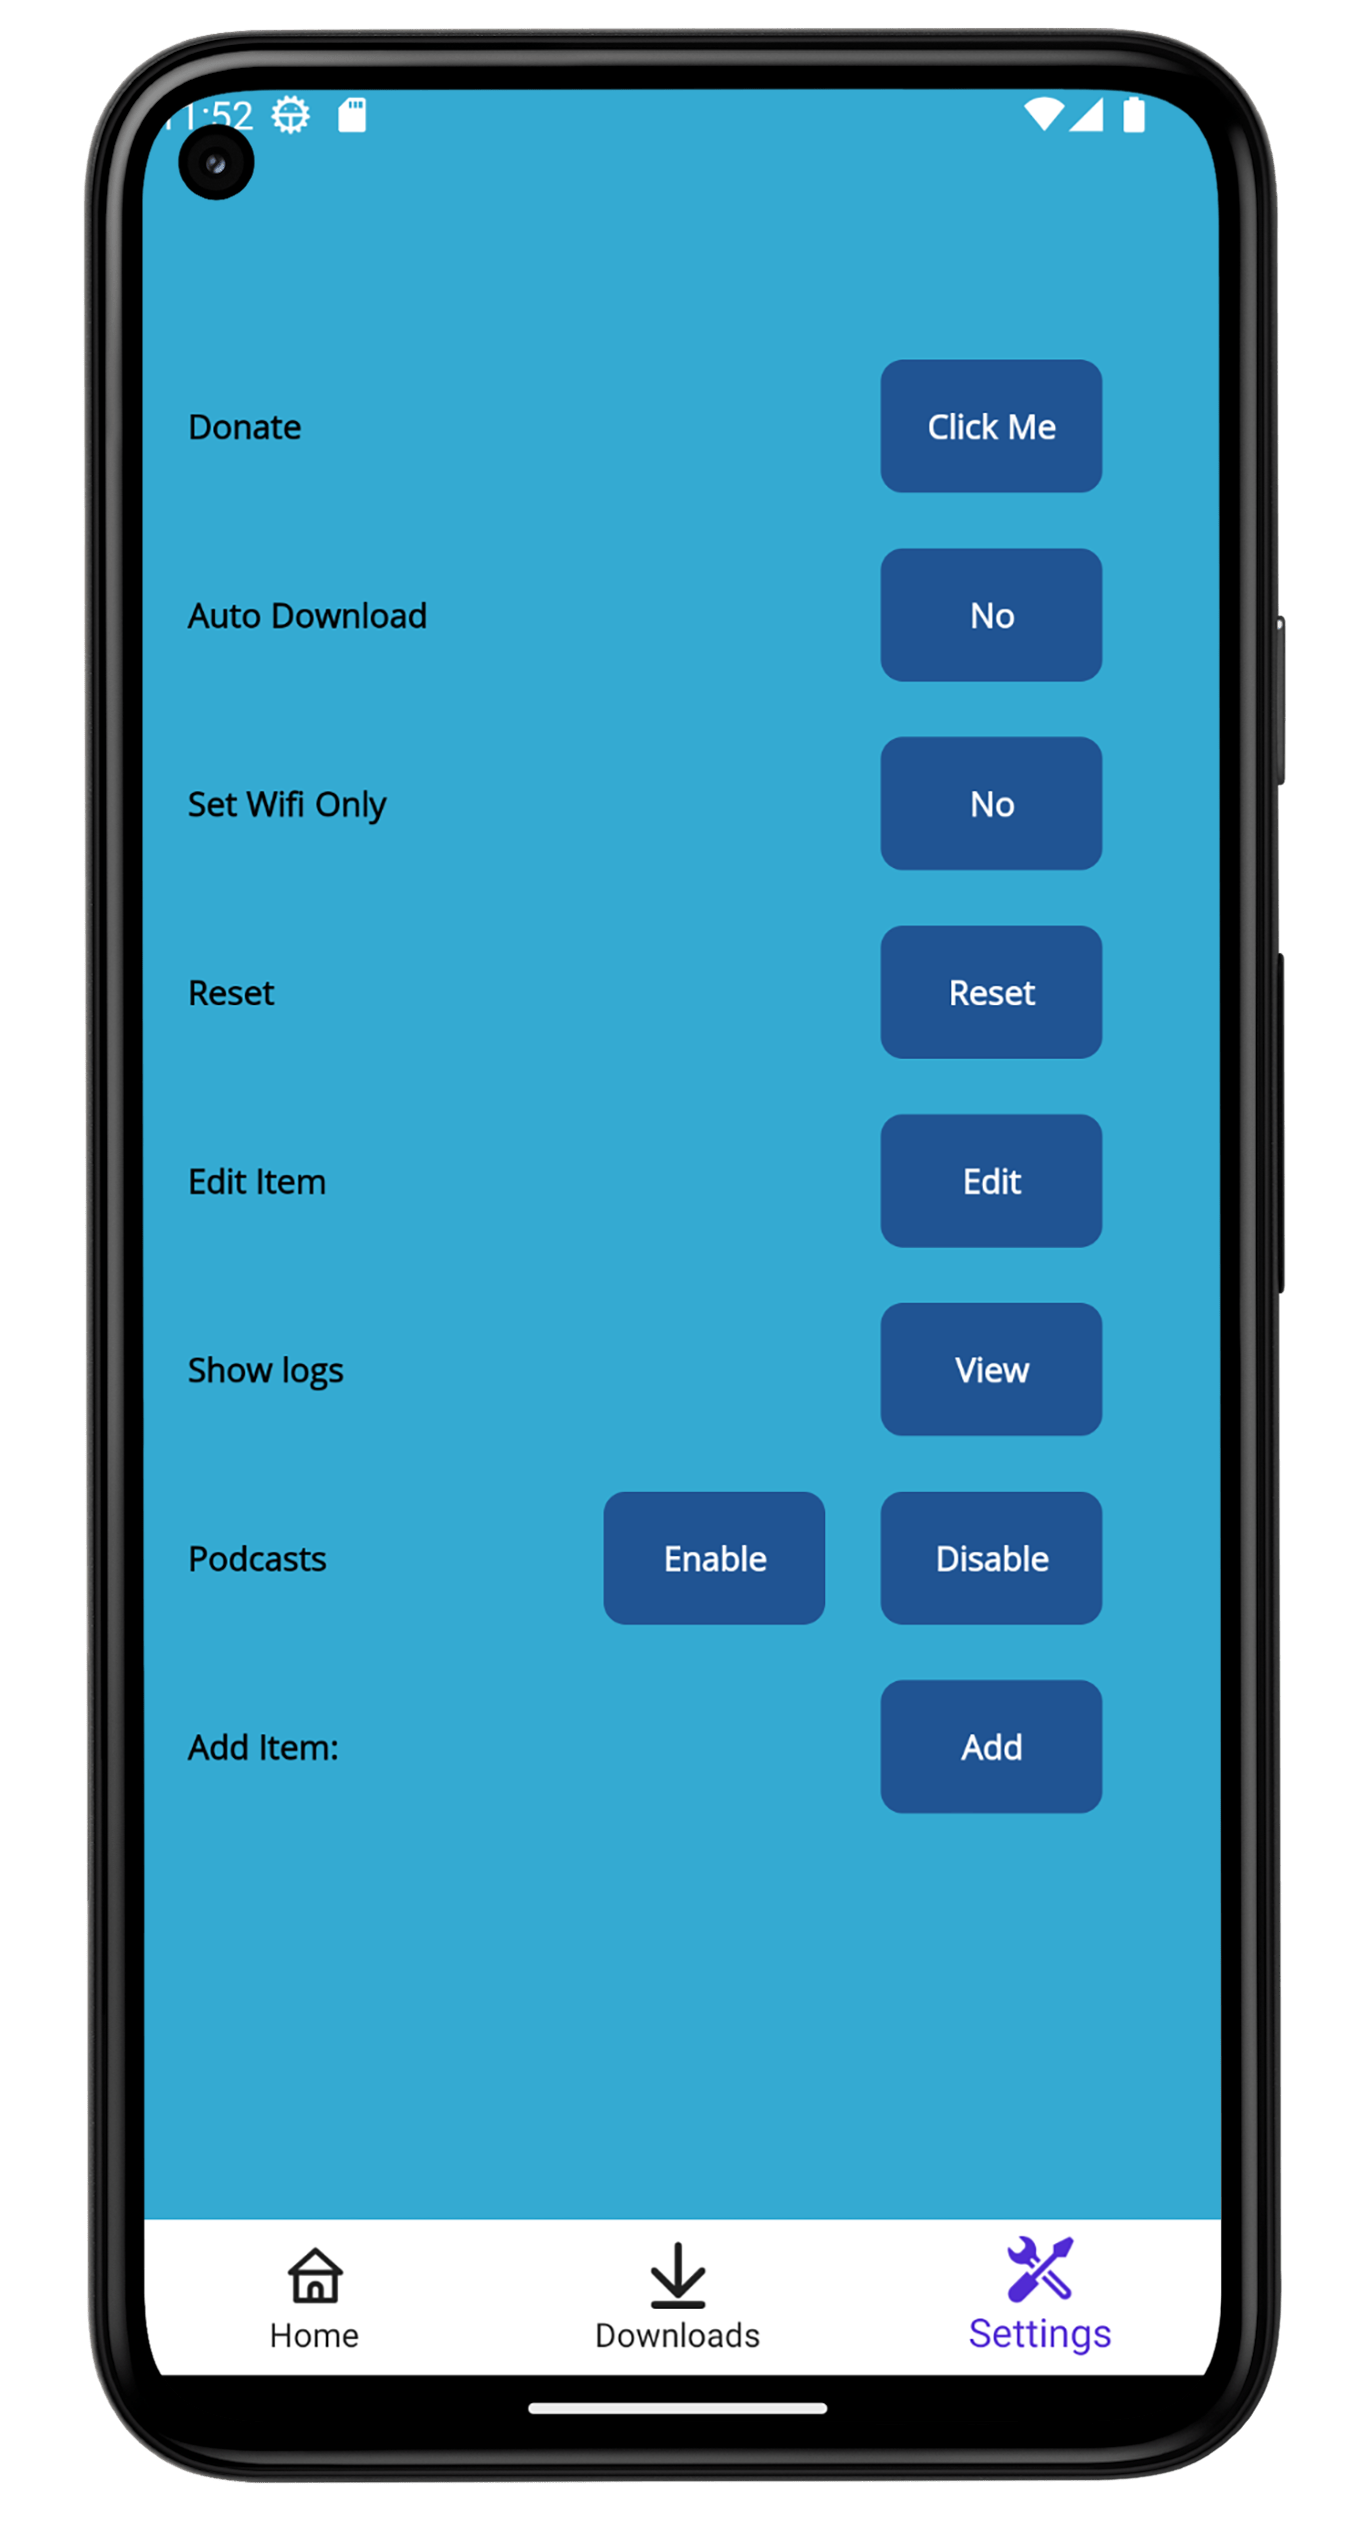 11:52
Donate Click Me
Auto Download No
Set Wifi Only No
Reset Reset
Edit Item Edit
Show logs View
Podcasts Enable Disable
Add Item: Add
Home Downloads Settings